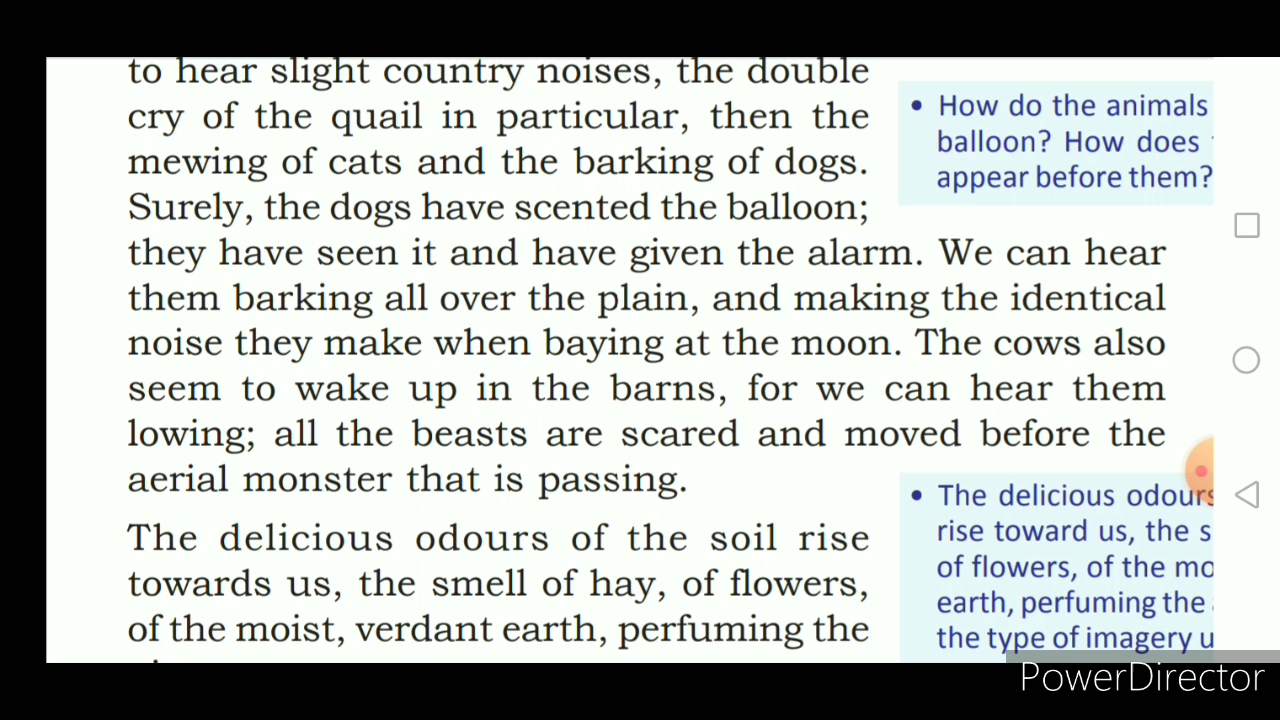 to hear slight country noises, the double
cry of the quail in particular, then the
mewing of cats and the barking of dogs.
Surely, the dogs have scented the balloon;
they have seen it and have given the alarm. We can hear
them barking all over the plain, and making the identical
noise they make when baying at the moon. The cows also
seem to wake up in the barns, for we can hear them
lowing; all the beasts are scared and moved before the
aerial monster that is passing.
The delicious odours of the soil rise
towards us, the smell of hay, of flowers,
of the moist, verdant earth, perfuming the
• How do the animals
balloon? How does
appear before them?
• The delicious odours
rise toward us, the s
of flowers, of the mo
earth, perfuming the
the type of imagery u
PowerDirector